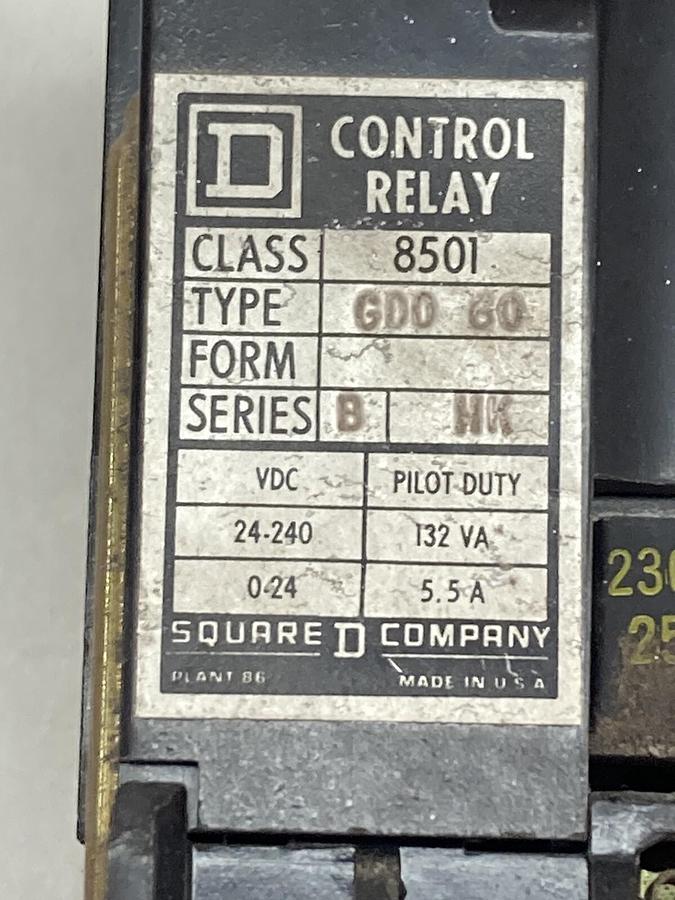 D CONTROL
RELAY
CLASS 8501
TYPE GDO 60
FORM
SERIES B HK
VDC PILOT DUTY
24-240 132 VA
0-24 5.5 A
SQUARE D COMPANY
PLANT 86 MADE IN U S A